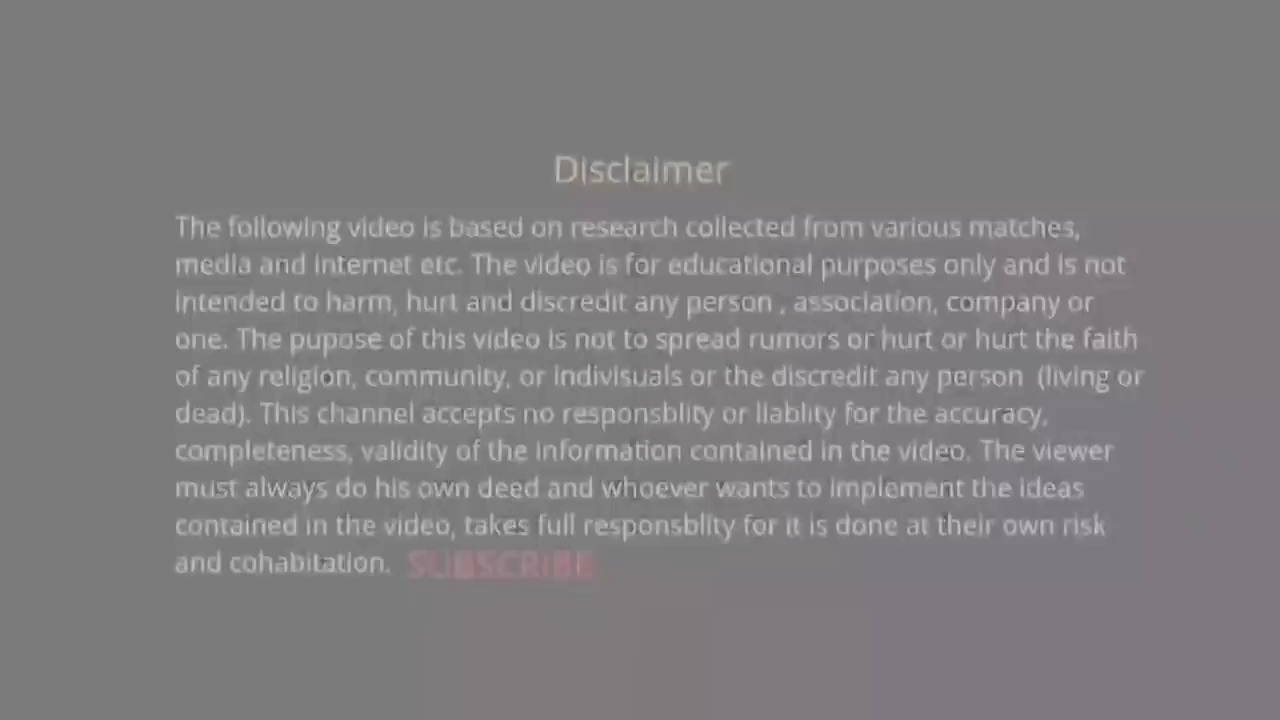 Disclaimer
The following video is based on research collected from various matches,
media and internet etc. The video is for educational purposes only and is not
intended to harm, hurt and discredit any person , association, company or
one. The pupose of this video is not to spread rumors or hurt or hurt the faith
of any religion, community, or indivisuals or the discredit any person (living or
dead). This channel accepts no responsblity or liablity for the accuracy,
completeness, validity of the information contained in the video. The viewer
must always do his own deed and whoever wants to implement the ideas
contained in the video, takes full responsblity for it is done at their own risk
and cohabitation. SUBSCRIBE